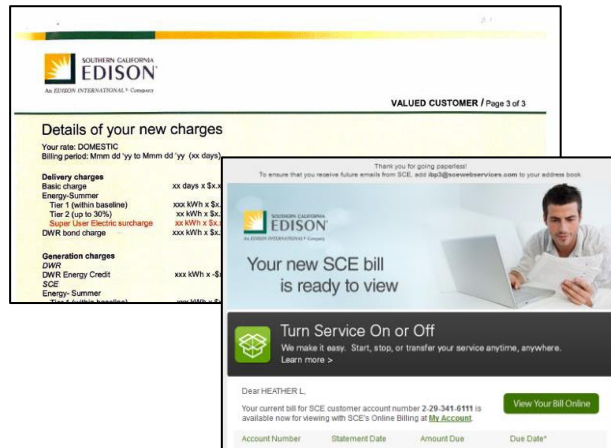 SOUTHERN CALIFORNIA
EDISON
An EDISON INTERNATIONAL® Company
VALUED CUSTOMER / Page 3 of 3
Details of your new charges
Your rate: DOMESTIC
Billing period: Mmm dd 'yy to Mmm dd 'yy (xx days)
Delivery charges
Basic charge xx days x $x.
Energy-Summer
Tier 1 (within baseline) xxx kWh x $x.
Tier 2 (up to 30%) xx kWh x $x.
Super User Electric surcharge xx kWh x $x.
DWR bond charge xxx kWh x $x.
Generation charges
DWR
DWR Energy Credit xxx kWh x -$
SCE
Energy- Summer
Thank you for going paperless!
To ensure that you receive future emails from SCE, add ibp3@scewebservices.com to your address book
SOUTHERN CALIFORNIA
EDISON
An EDISON INTERNATIONAL® Company
Your new SCE bill
is ready to view
Turn Service On or Off
We make it easy. Start, stop, or transfer your service anytime, anywhere.
Learn more >
Dear HEATHER L,
Your current bill for SCE customer account number 2-29-341-6111 is
available now for viewing with SCE's Online Billing at My Account.
View Your Bill Online
Account Number Statement Date Amount Due Due Date*